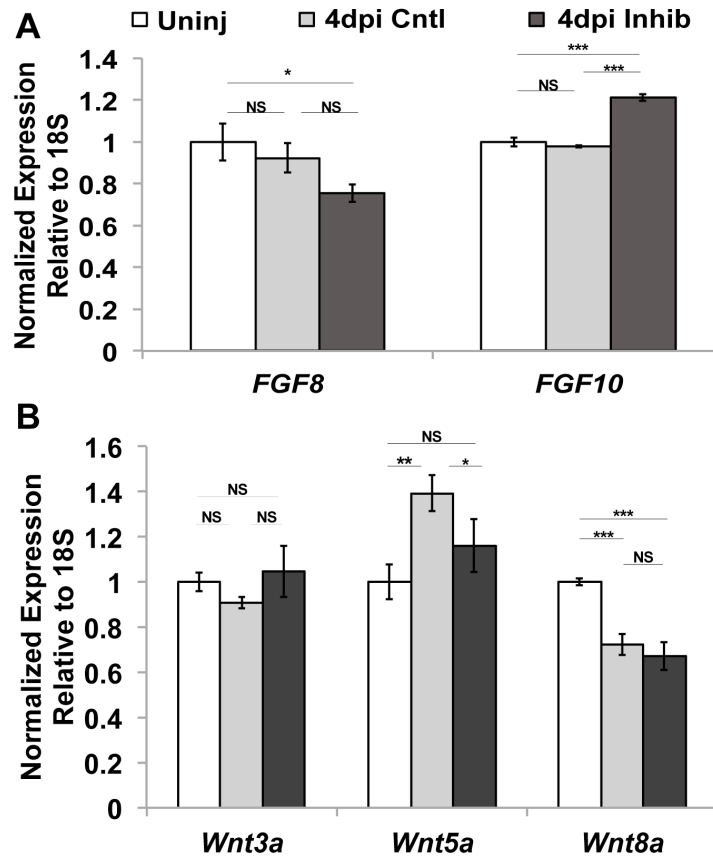 A
Uninj 4dpi Cntl 4dpi Inhib
Normalized Expression
Relative to 18S
1.4
1.2
1
0.8
0.6
0.4
0.2
0
*
NS NS
***
NS ***
FGF8 FGF10
B
Normalized Expression
Relative to 18S
1.6
1.4
1.2
1
0.8
0.6
0.4
0.2
0
NS
NS NS
NS
** *
***
*** NS
Wnt3a Wnt5a Wnt8a